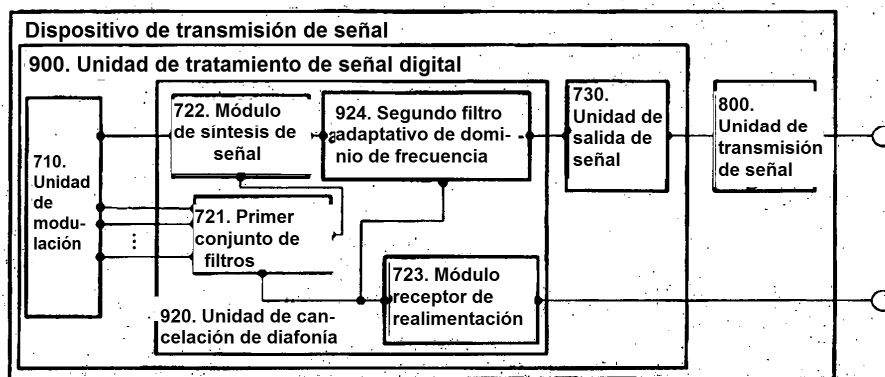 Dispositivo de transmisión de señal
900. Unidad de tratamiento de señal digital
710.
Unidad
de
modu-
lación
722. Módulo
de síntesis de
señal
924. Segundo filtro
adaptativo de domi-
nio de frecuencia
730.
Unidad de
salida de
señal
800.
Unidad de
transmisión
de señal
721. Primer
conjunto de
filtros
723. Módulo
receptor de
realimentación
920. Unidad de can-
celación de diafonía